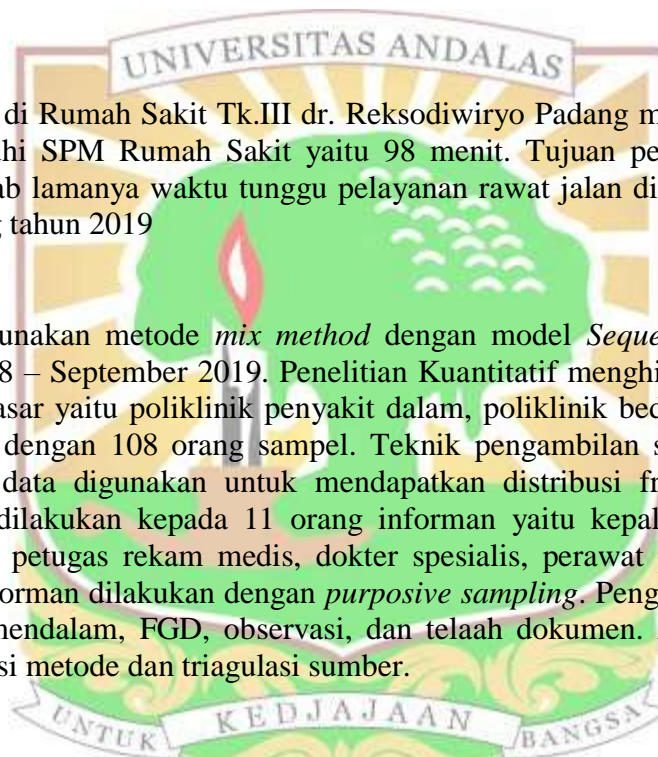 UNIVERSITAS ANDALAS
di Rumah Sakit Tk.III dr. Reksodiwiryo Padang m
hi SPM Rumah Sakit yaitu 98 menit. Tujuan pe
ab lamanya waktu tunggu pelayanan rawat jalan di
tahun 2019
gunakan metode mix method dengan model Seque
8 – September 2019. Penelitian Kuantitatif menghi
asar yaitu poliklinik penyakit dalam, poliklinik bed
dengan 108 orang sampel. Teknik pengambilan s
data digunakan untuk mendapatkan distribusi fr
dilakukan kepada 11 orang informan yaitu kepal
petugas rekam medis, dokter spesialis, perawat
forman dilakukan dengan purposive sampling. Peng
mendalam, FGD, observasi, dan telaah dokumen.
si metode dan triagulasi sumber.
UNTUK KEDJAJAAN BANGSA